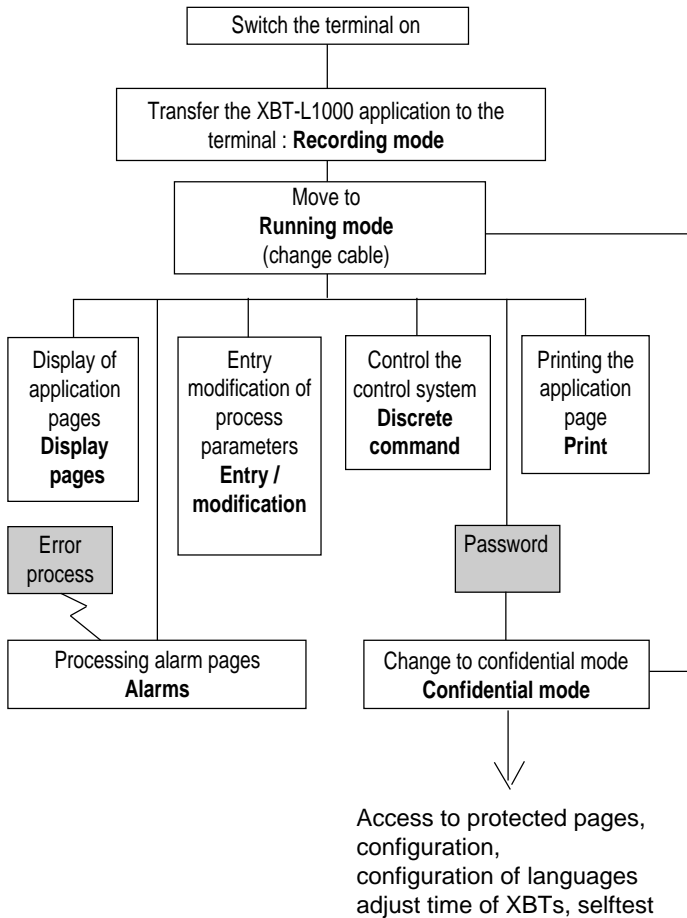 Switch the terminal on
Transfer the XBT-L1000 application to the
terminal : Recording mode
Move to
Running mode
(change cable)
Display of
application
pages
Display
pages
Entry
modification of
process
parameters
Entry /
modification
Control the
control system
Discrete
command
Printing the
application
page
Print
Error
process
Password
Processing alarm pages
Alarms
Change to confidential mode
Confidential mode
Access to protected pages,
configuration,
configuration of languages
adjust time of XBTs, selftest